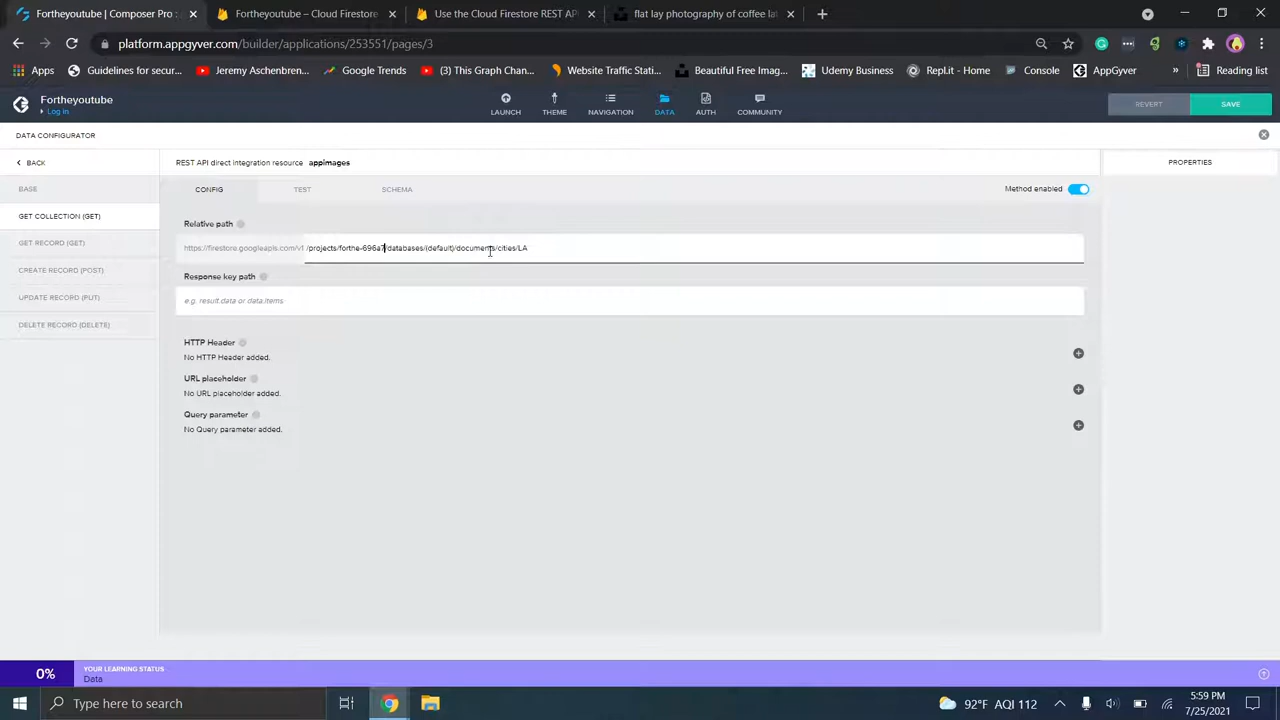 Fortheyoutube | Composer Pro
Fortheyoutube - Cloud Firestore
Use the Cloud Firestore REST API
flat lay photography of coffee lat
platform.appgyver.com/builder/applications/253551/pages/3
Apps
Guidelines for secur...
Jeremy Aschenbren...
Google Trends
(3) This Graph Chan...
Website Traffic Stati...
Beautiful Free Imag...
Udemy Business
RepLit - Home
Console
AppGyver
Reading list
Fortheyoutube
Log in
LAUNCH
THEME
NAVIGATION
DATA
AUTH
COMMUNITY
REVERT
SAVE
DATA CONFIGURATOR
BACK
REST API direct integration resource appimages
PROPERTIES
BASE
CONFIG
TEST
SCHEMA
Method enabled
GET COLLECTION (GET)
GET RECORD (GET)
CREATE RECORD (POST)
UPDATE RECORD (PUT)
DELETE RECORD (DELETE)
Relative path
https://firestore.googleapis.com/v1 /projects/forthe-696a7/databases/(default)/documents/cities/LA
Response key path
e.g. result.data or data.items
HTTP Header
No HTTP Header added.
URL placeholder
No URL placeholder added.
Query parameter
No Query parameter added.
0%
YOUR LEARNING STATUS
Data
Type here to search
92°F AQI 112
5:59 PM
7/25/2021